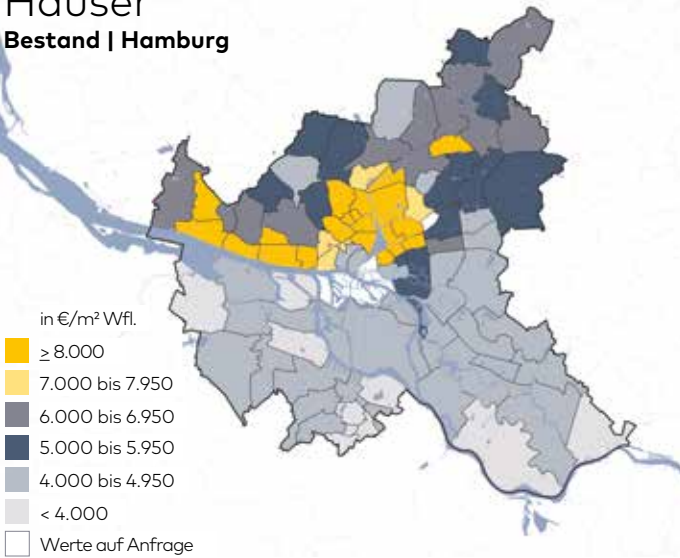 Häuser
Bestand | Hamburg
in €/m² Wfl.
≥ 8.000
7.000 bis 7.950
6.000 bis 6.950
5.000 bis 5.950
4.000 bis 4.950
< 4.000
Werte auf Anfrage